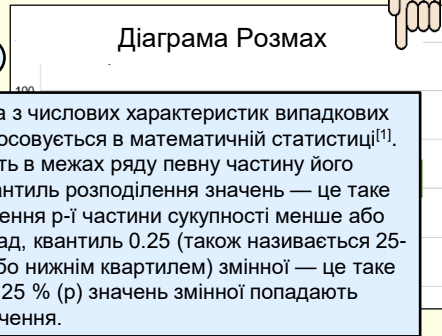 Діаграма Розмах
100
а з числових характеристик випадкових
осовується в математичній статистиці[1].
ть в межах ряду певну частину його
антиль розподілення значень — це таке
ення p-ї частини сукупності менше або
ад, квантиль 0.25 (також називається 25-
бо нижнім квартилем) змінної — це таке
25 % (p) значень змінної попадають
чення.